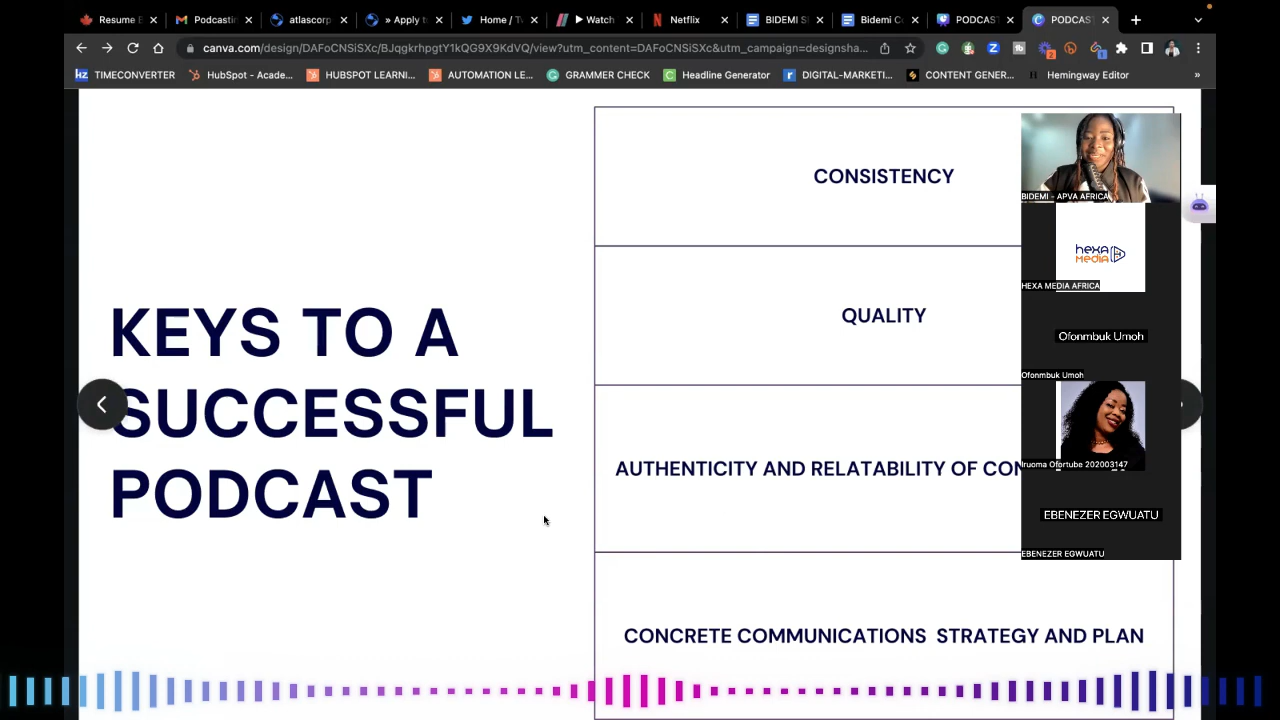 Resume B
Podcastin
atlascorp
» Apply t
Home / T
Watch
Netflix
BIDEMI S
Bidemi Co
PODCAS
PODCAS
canva.com/design/DAFoCNSiSXc/BJqgkrhpgtY1kQG9X9KdVQ/view?utm_content=DAFoCNSiSXc&utm_campaign=designsha...
TIMECONVERTER
HubSpot - Acade...
HUBSPOT LEARNI...
AUTOMATION LE...
GRAMMER CHECK
Headline Generator
DIGITAL-MARKETI...
CONTENT GENER...
Hemingway Editor
»
KEYS TO A
SUCCESSFUL
PODCAST
CONSISTENCY
QUALITY
AUTHENTICITY AND RELATABILITY OF CON
CONCRETE COMMUNICATIONS STRATEGY AND PLAN
BIDEMI - APVA AFRICA
hexa
MEDIA
HEXA MEDIA AFRICA
Ofonmbuk Umoh
Ofonmbuk Umoh
Iruoma Ofortube 202003147
EBENEZER EGWUATU
EBENEZER EGWUATU